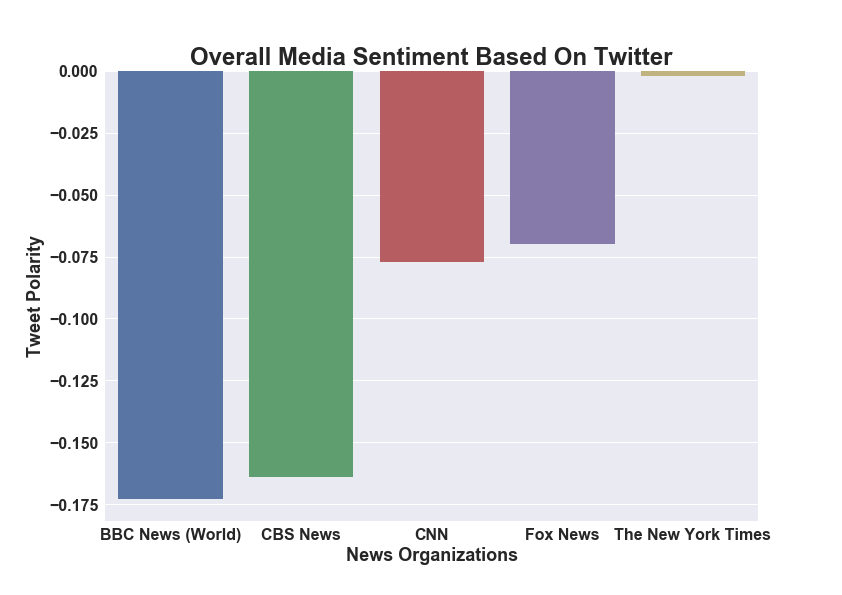 Overall Media Sentiment Based On Twitter
0.000
−0.025
−0.050
−0.075
−0.100
−0.125
−0.150
−0.175
Tweet Polarity
BBC News (World) CBS News CNN Fox News The New York Times
News Organizations